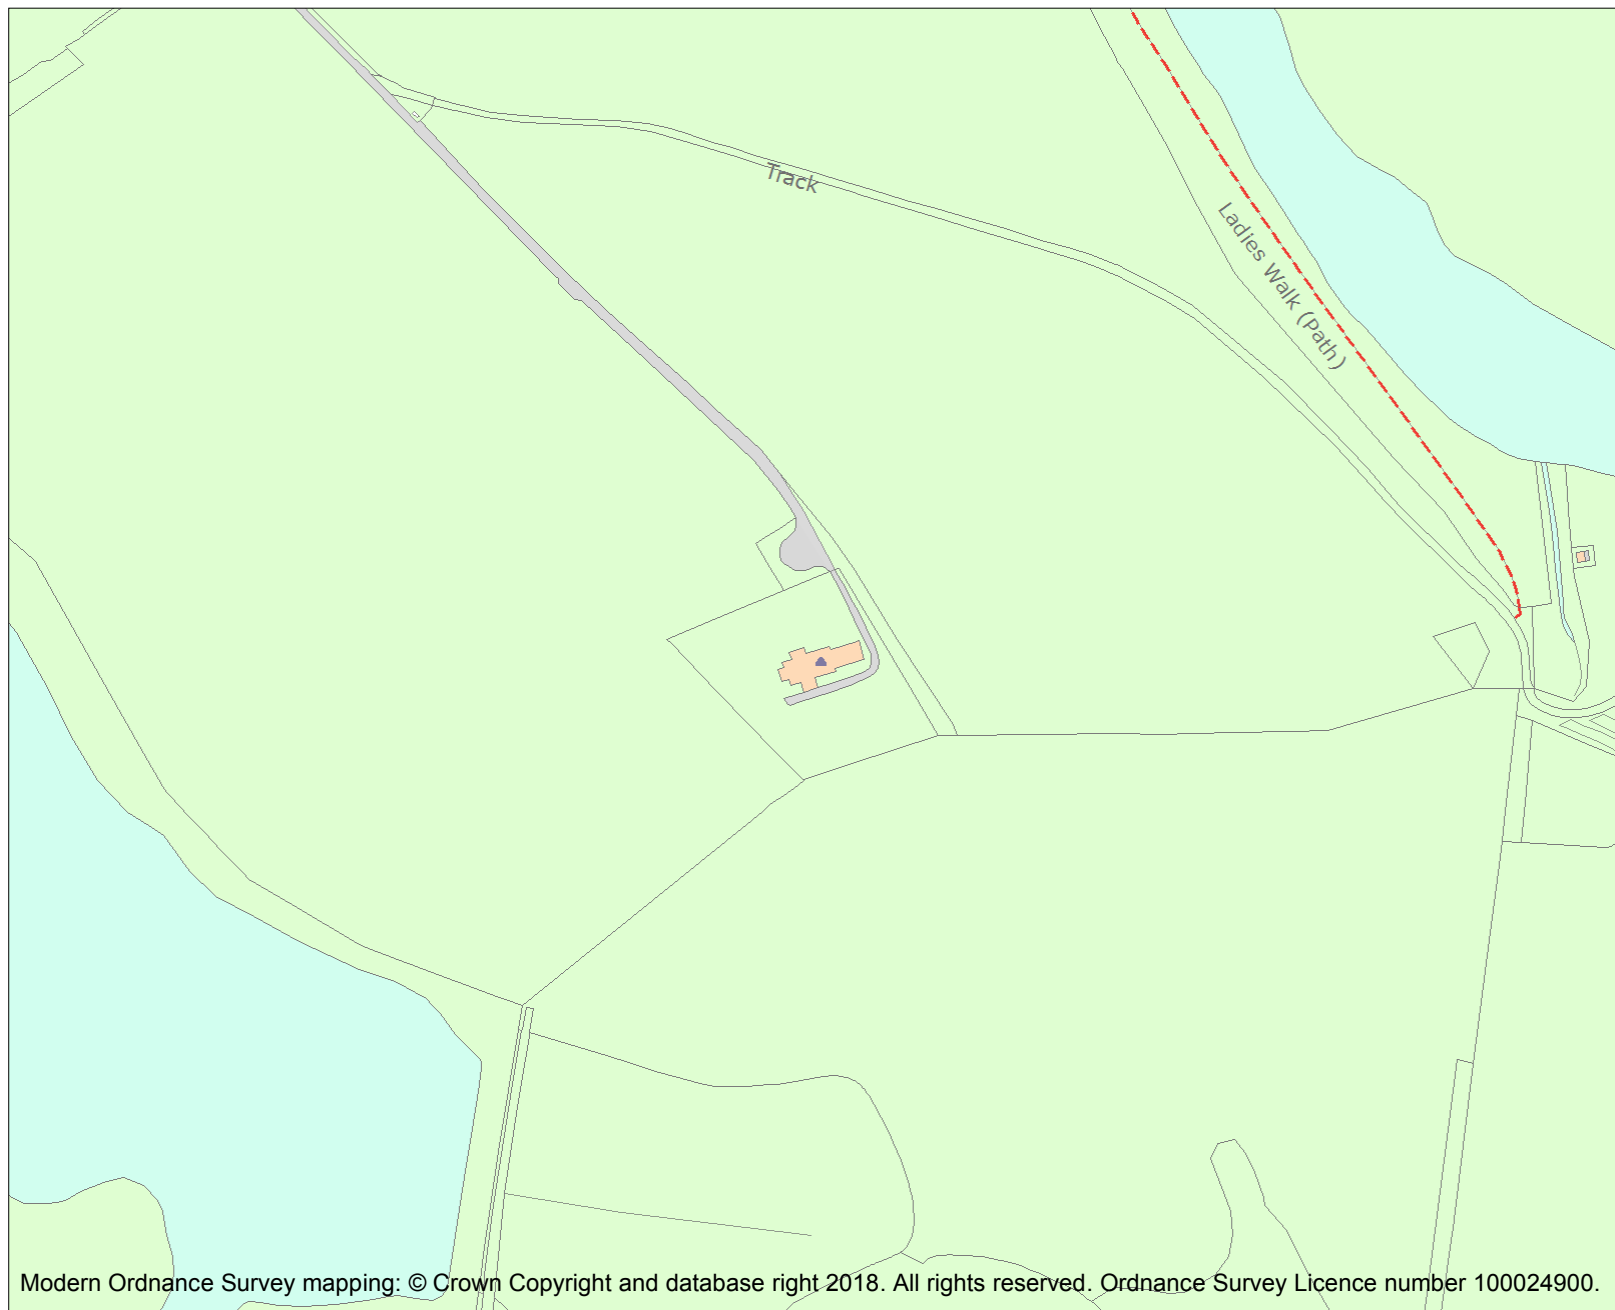 Track
Ladies Walk (Path)
Modern Ordnance Survey mapping: © Crown Copyright and database right 2018. All rights reserved. Ordnance Survey Licence number 100024900.